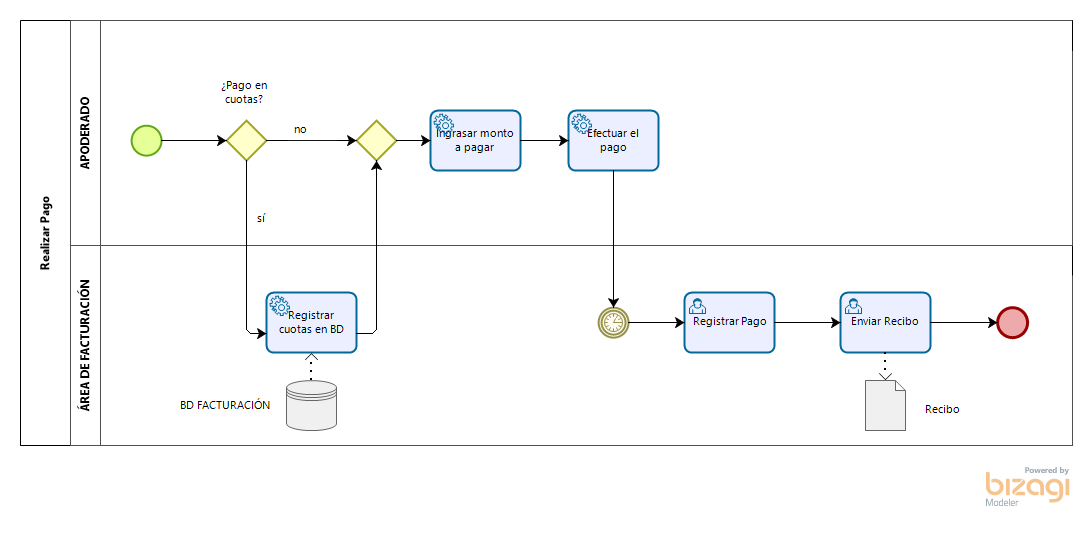 Realizar Pago
APODERADO
¿Pago en
cuotas?
no
sí
Ingrasar monto
a pagar
Efectuar el
pago
ÁREA DE FACTURACIÓN
Registrar
cuotas en BD
BD FACTURACIÓN
Registrar Pago
Enviar Recibo
Recibo
Powered by
bizagi
Modeler